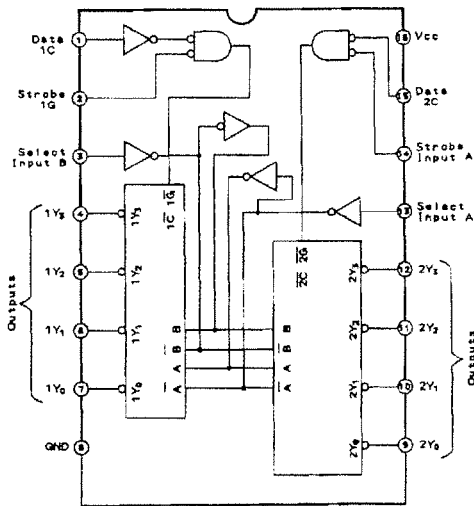 Data
1C
1
Strobe
1G
2
Select
Input B
3
1Y3
4
1Y2
5
1Y1
6
1Y0
7
Outputs
GND
8
Vcc
16
15
Data
2C
14
Strobe
Input A
13
Select
Input A
12
2Y3
11
2Y2
10
2Y1
9
2Y0
Outputs
1Y3
1Y2
1Y1
1Y0
1G
1C
B
B
A
A
2G
2C
B
B
A
A
2Y3
2Y2
2Y1
2Y0